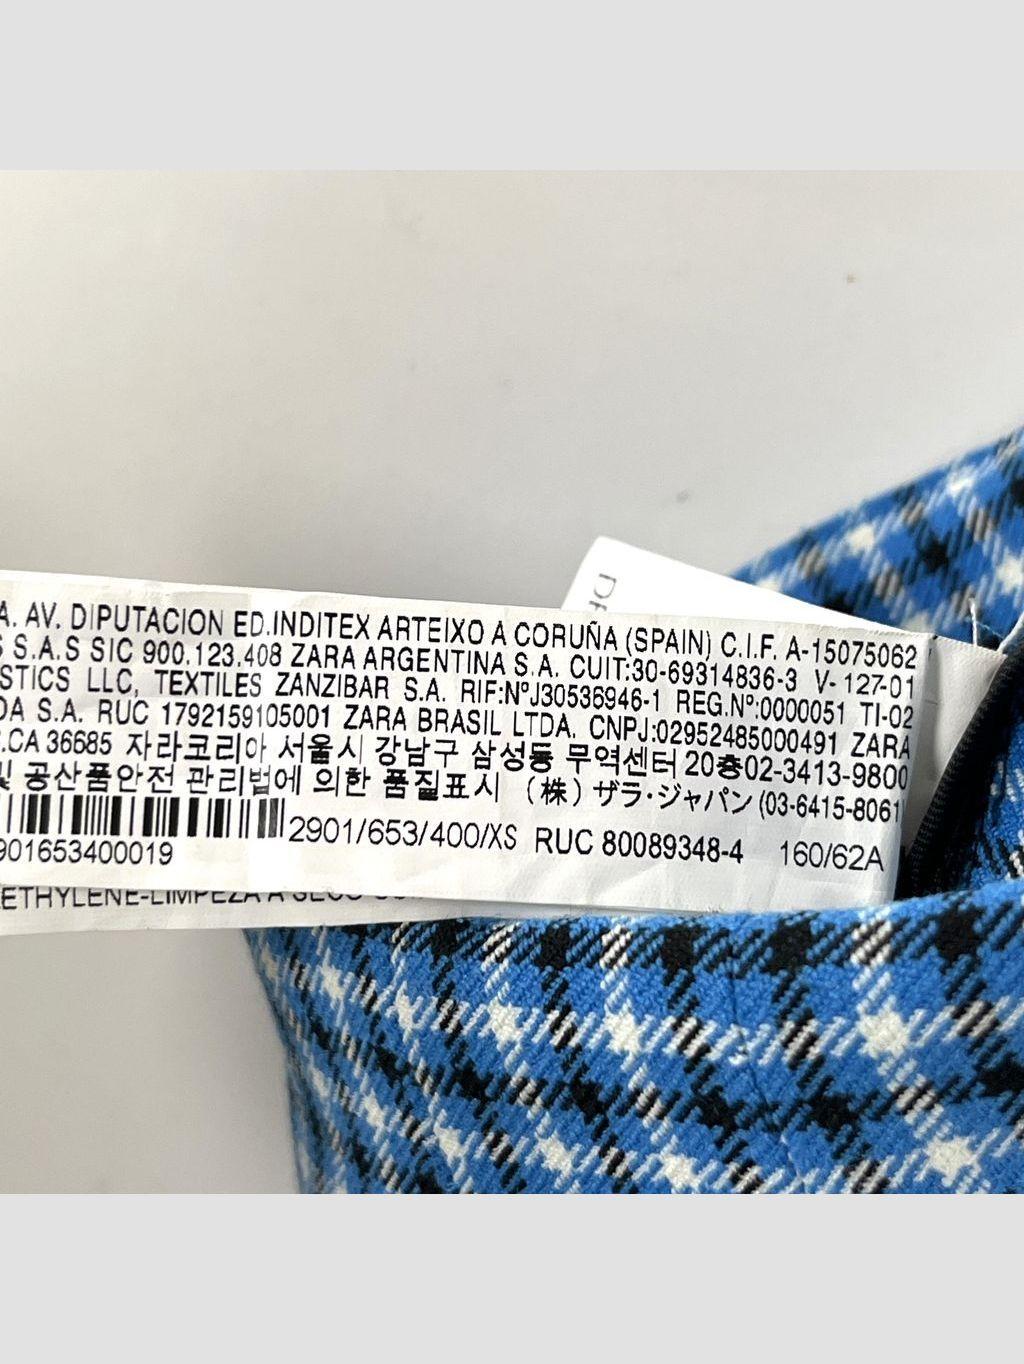 DR
A. AV. DIPUTACION ED.INDITEX ARTEIXO A CORUÑA (SPAIN) C.I.F. A-15075062
S.A.S SIC 900.123.408 ZARA ARGENTINA S.A. CUIT:30-69314836-3 V- 127-01
STICS LLC, TEXTILES ZANZIBAR S.A. RIF:NºJ30536946-1 REG.Nº:0000051 TI-02
DA S.A. RUC 1792159105001 ZARA BRASIL LTDA. CNPJ:02952485000491 ZARA
.CA 36685 자라코리아 서울시 강남구 삼성동 무역센터 20층02-3413-9800
및 공산품안전 관리법에 의한 품질표시 (株) ザラ・ジャパン (03-6415-8061
2901/653/400/XS RUC 80089348-4 160/62A
901653400019
ETHYLENE-LIMPEZA A SECO